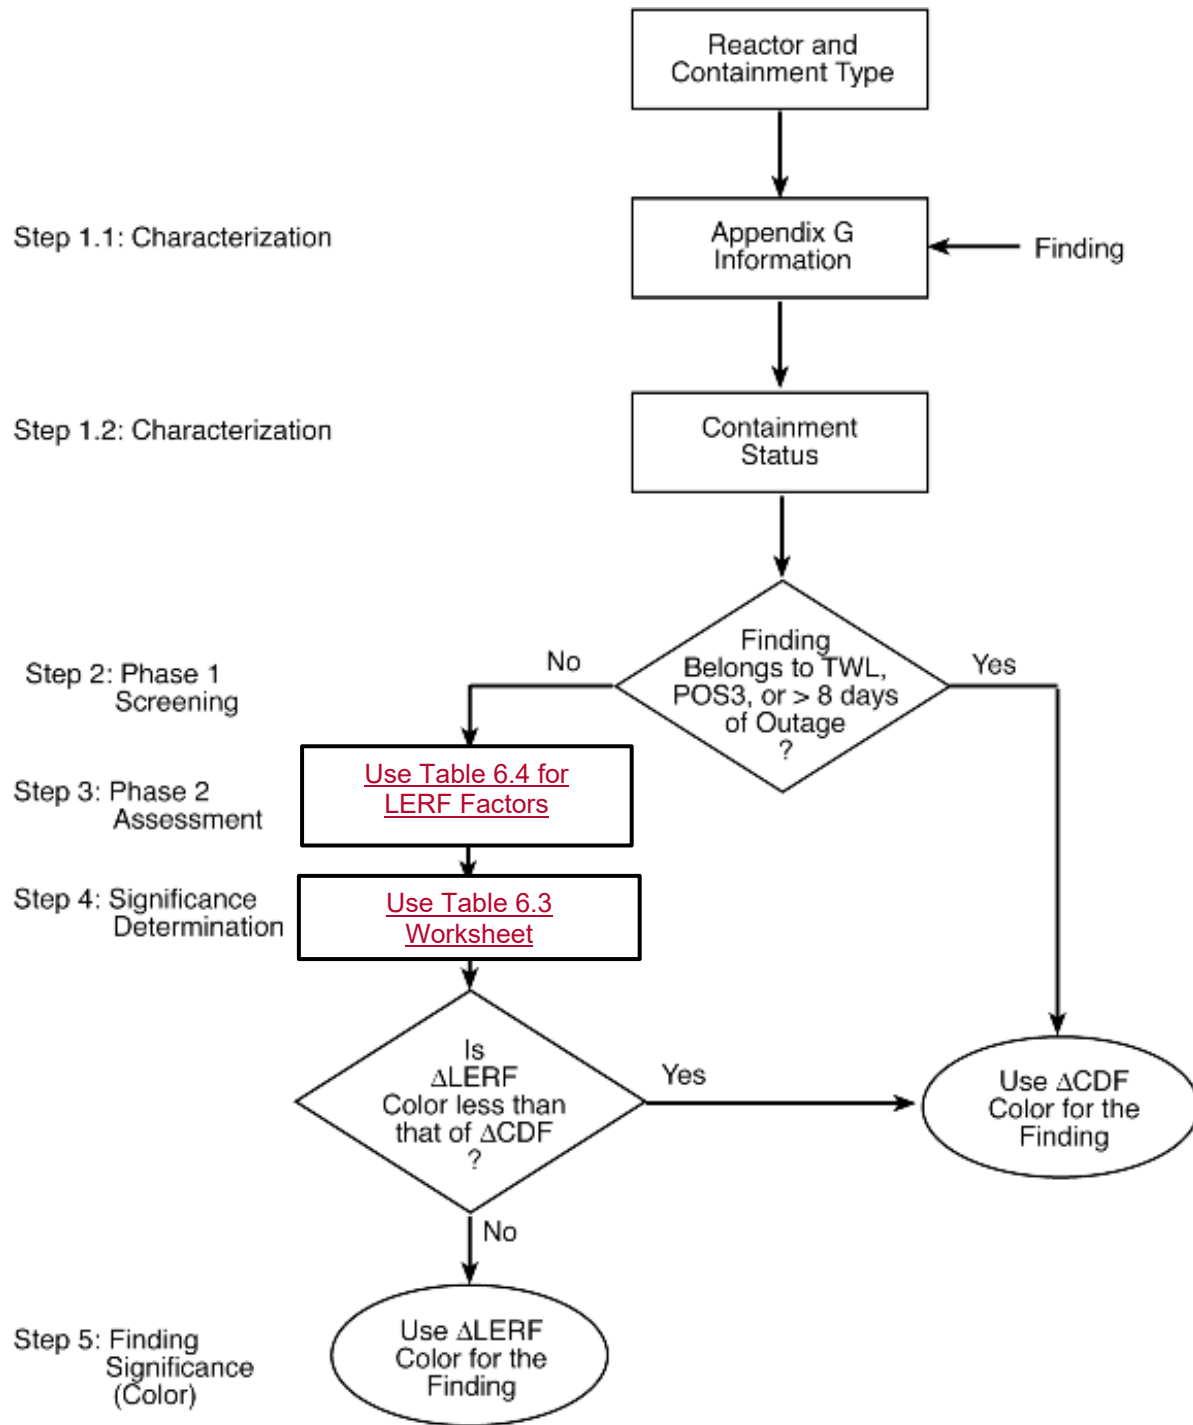 Reactor and
Containment Type
Step 1.1: Characterization
Appendix G
Information
Finding
Step 1.2: Characterization
Containment
Status
Step 2: Phase 1
Screening
No
Finding
Belongs to TWL,
POS3, or > 8 days
of Outage
?
Yes
Step 3: Phase 2
Assessment
Use Table 6.4 for
LERF Factors
Step 4: Significance
Determination
Use Table 6.3
Worksheet
Is
ΔLERF
Color less than
that of ΔCDF
?
Yes
Use ΔCDF
Color for the
Finding
No
Step 5: Finding
Significance
(Color)
Use ΔLERF
Color for the
Finding